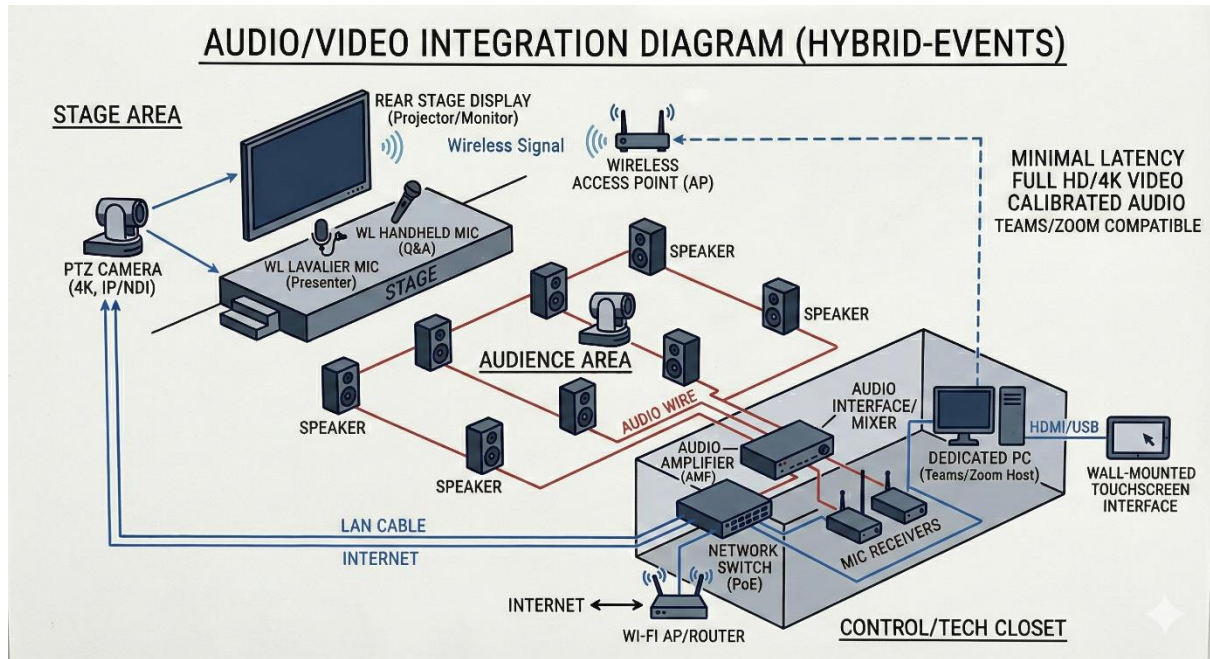 AUDIO/VIDEO INTEGRATION DIAGRAM (HYBRID-EVENTS)
STAGE AREA
REAR STAGE DISPLAY
(Projector/Monitor)
Wireless Signal
WIRELESS
ACCESS POINT (AP)
MINIMAL LATENCY
FULL HD/4K VIDEO
CALIBRATED AUDIO
TEAMS/ZOOM COMPATIBLE
PTZ CAMERA
(4K, IP/NDI)
WL HANDHELD MIC
(Q&A)
WL LAVALIER MIC
(Presenter)
STAGE
SPEAKER
SPEAKER
AUDIENCE AREA
SPEAKER
SPEAKER
AUDIO WIRE
AUDIO
INTERFACE/
MIXER
AUDIO
AMPLIFIER
(AMF)
DEDICATED PC
(Teams/Zoom Host)
HDMI/USB
WALL-MOUNTED
TOUCHSCREEN
INTERFACE
LAN CABLE
INTERNET
NETWORK
SWITCH
(PoE)
MIC RECEIVERS
INTERNET
WI-FI AP/ROUTER
CONTROL/TECH CLOSET